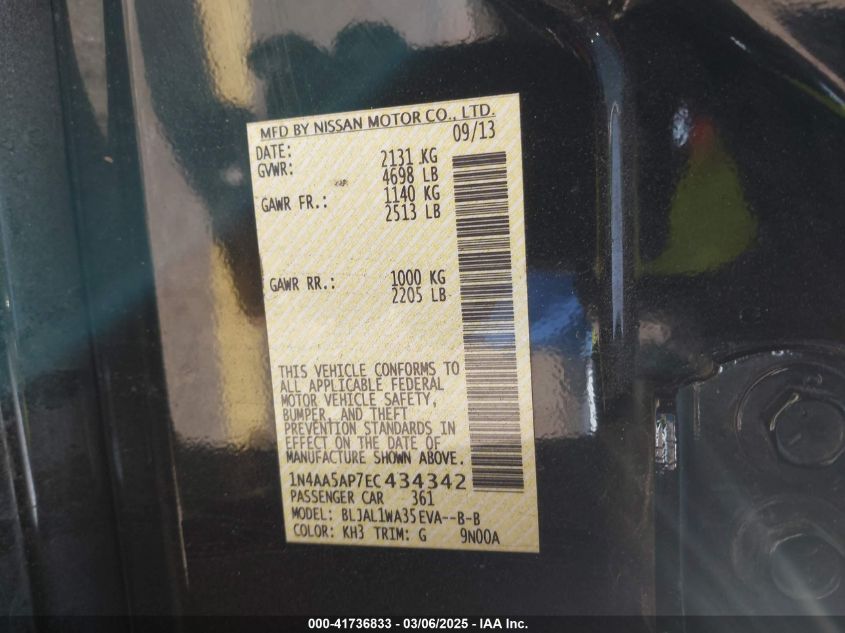 MFD BY NISSAN MOTOR CO., LTD.
DATE: 09/13
GVWR: 2131 KG
4698 LB
GAWR FR.: 1140 KG
2513 LB
GAWR RR.: 1000 KG
2205 LB
THIS VEHICLE CONFORMS TO
ALL APPLICABLE FEDERAL
MOTOR VEHICLE SAFETY,
BUMPER, AND THEFT
PREVENTION STANDARDS IN
EFFECT ON THE DATE OF
MANUFACTURE SHOWN ABOVE.
1N4AA5AP7EC434342
PASSENGER CAR 361
MODEL: BLJAL1WA35EVA--B-B
COLOR: KH3 TRIM: G 9N00A
000-41736833 — 03/06/2025 - IAA Inc.